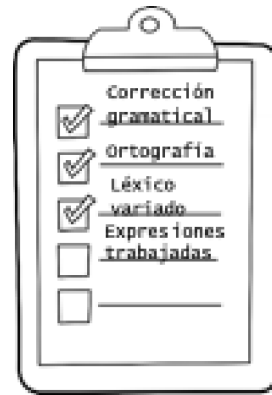 Corrección
gramatical
Ortografía
Léxico
variado
Expresiones
trabajadas